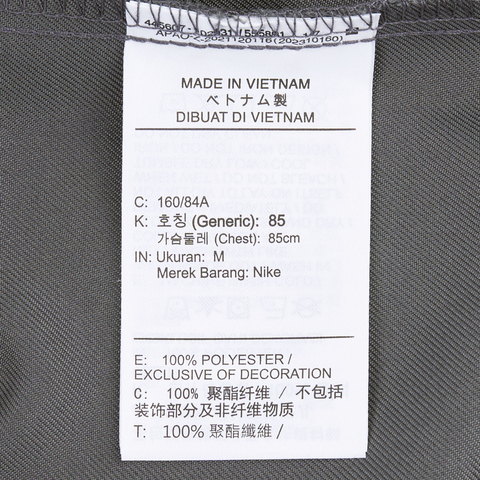 MADE IN VIETNAM
ベトナム製
DIBUAT DI VIETNAM
C: 160/84A
K: 호칭 (Generic): 85
가슴둘레 (Chest): 85cm
IN: Ukuran: M
Merek Barang: Nike
E: 100% POLYESTER /
EXCLUSIVE OF DECORATION
C: 100% 聚酯纤维 / 不包括
装饰部分及非纤维物质
T: 100% 聚酯纖維 /